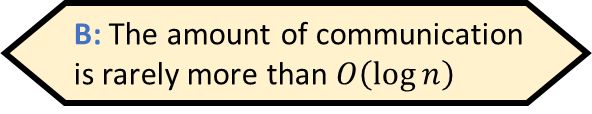 B: The amount of communication
is rarely more than O(log n)